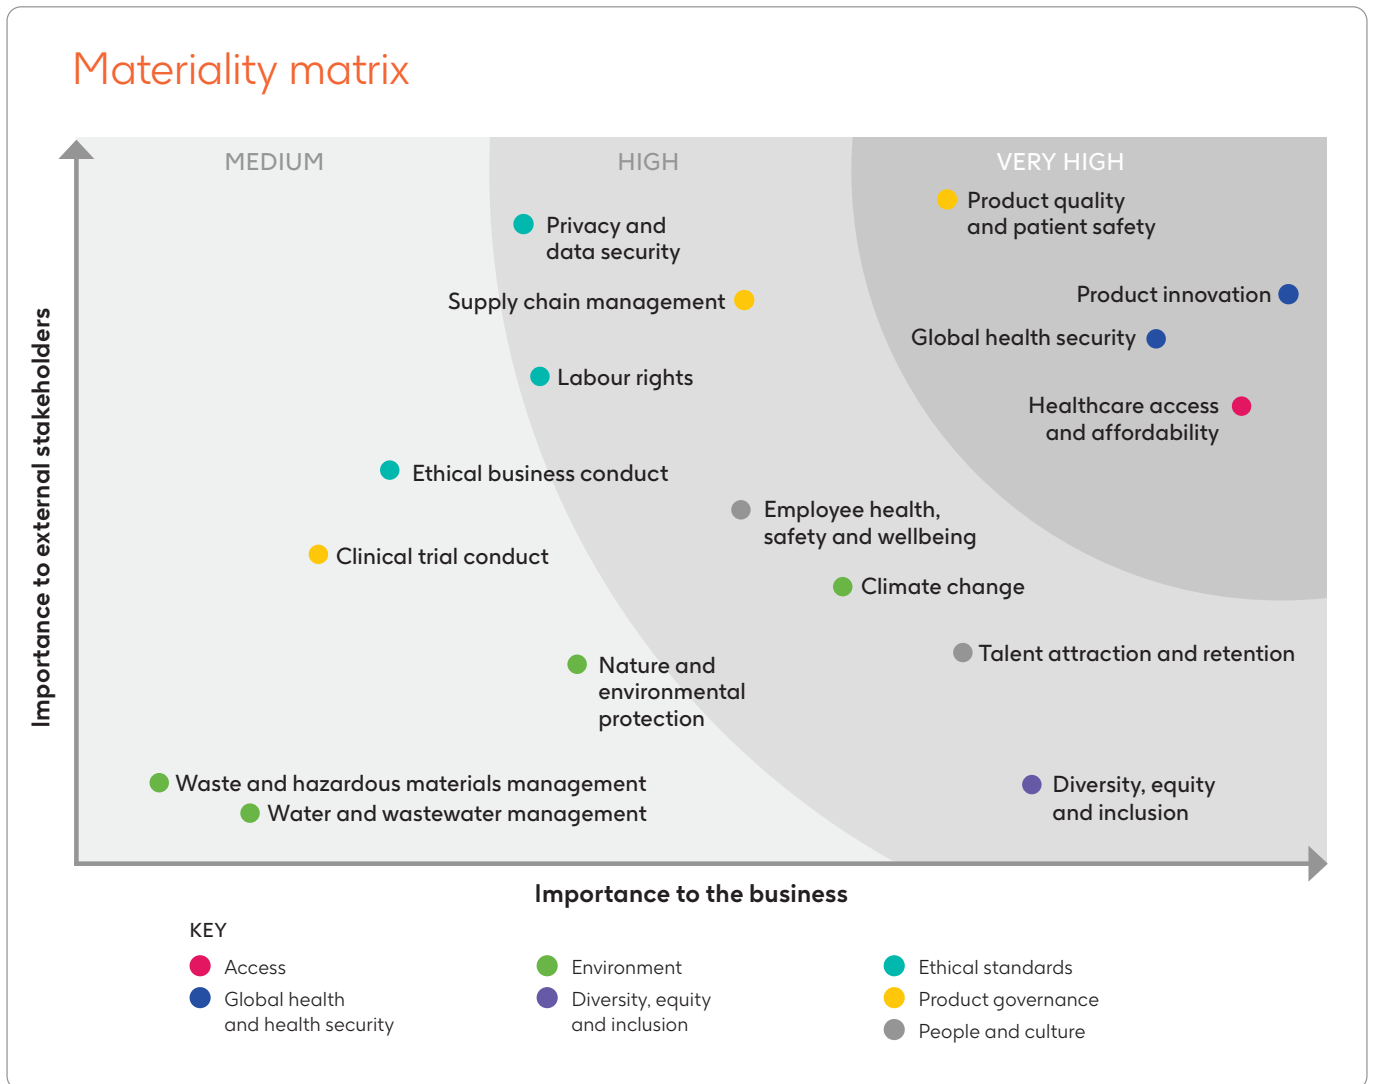 Materiality matrix
MEDIUM
HIGH
VERY HIGH
Product quality
and patient safety
Privacy and
data security
Product innovation
Supply chain management
Global health security
Labour rights
Healthcare access
and affordability
Ethical business conduct
Employee health,
safety and wellbeing
Clinical trial conduct
Climate change
Talent attraction and retention
Nature and
environmental
protection
Waste and hazardous materials management
Water and wastewater management
Diversity, equity
and inclusion
Importance to external stakeholders
Importance to the business
KEY
Access
Global health
and health security
Environment
Diversity, equity
and inclusion
Ethical standards
Product governance
People and culture